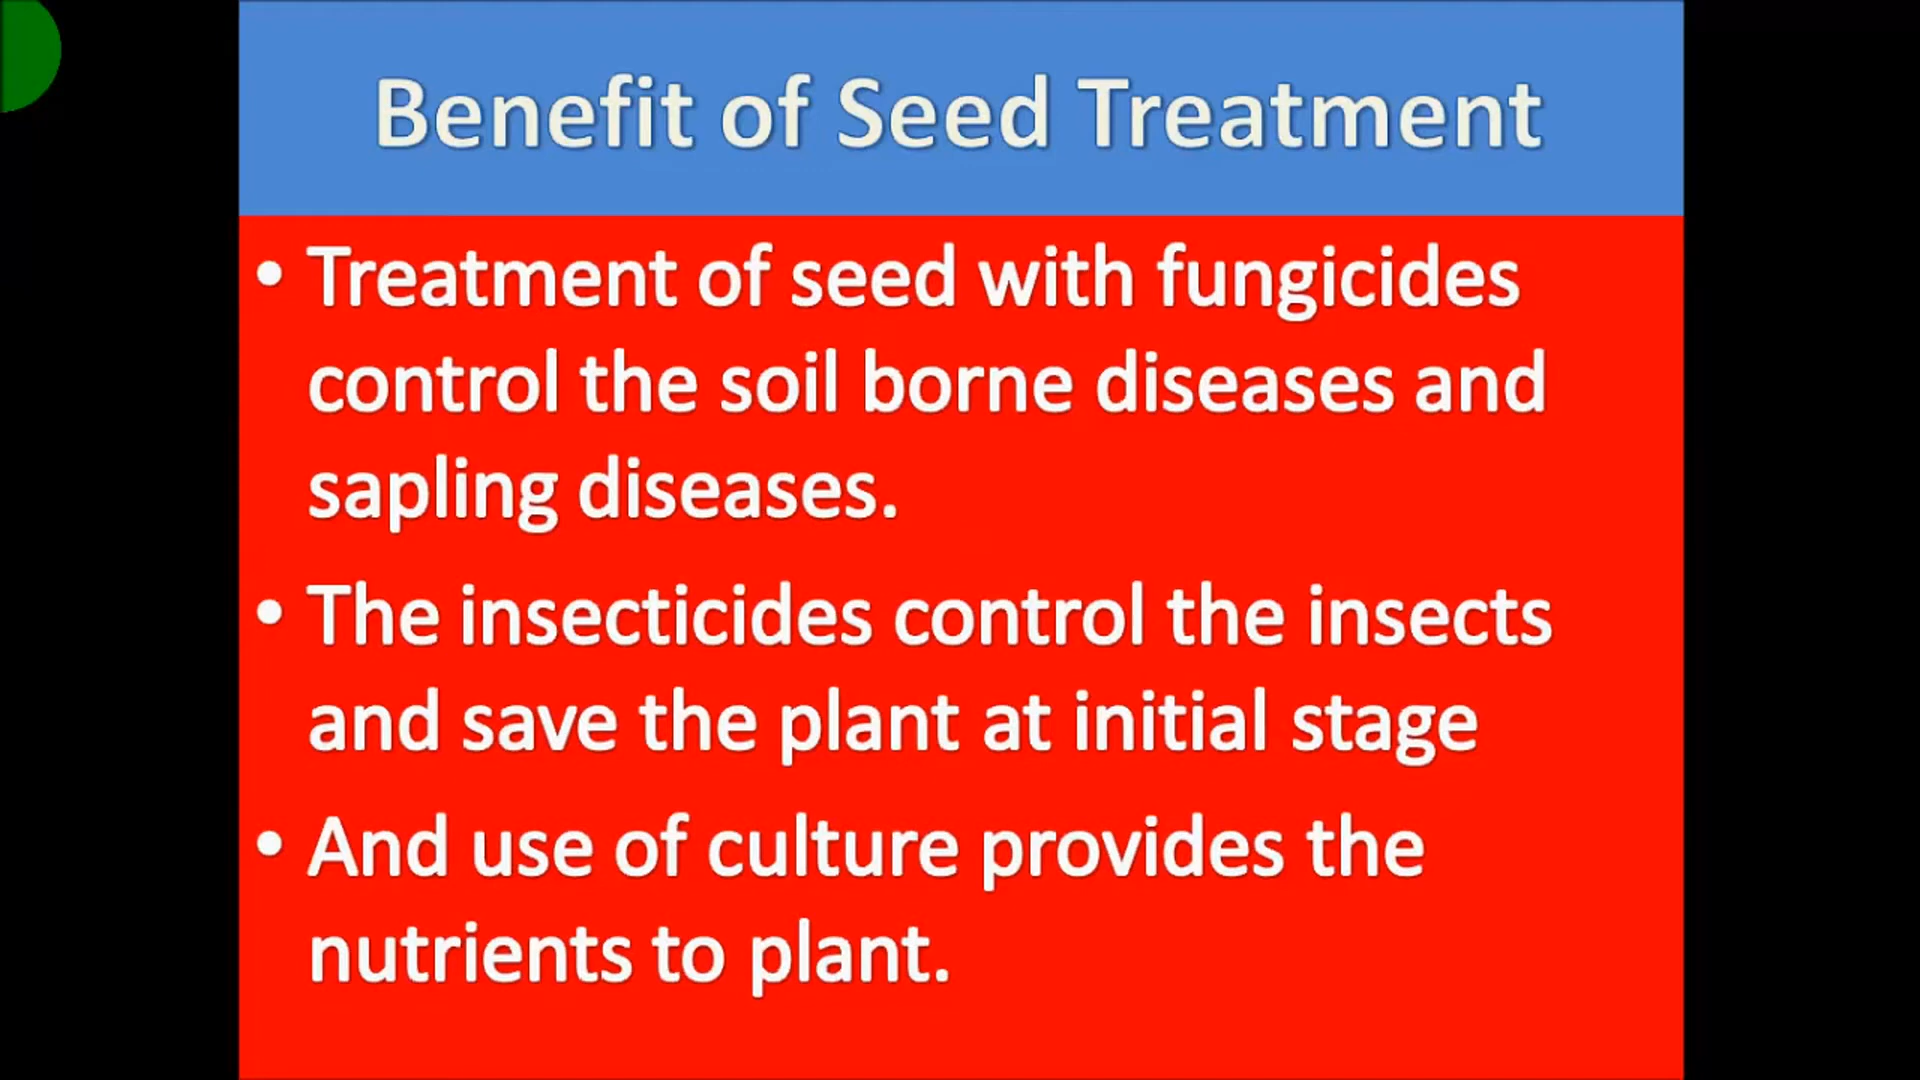 Benefit of Seed Treatment
• Treatment of seed with fungicides
control the soil borne diseases and
sapling diseases.
• The insecticides control the insects
and save the plant at initial stage
• And use of culture provides the
nutrients to plant.